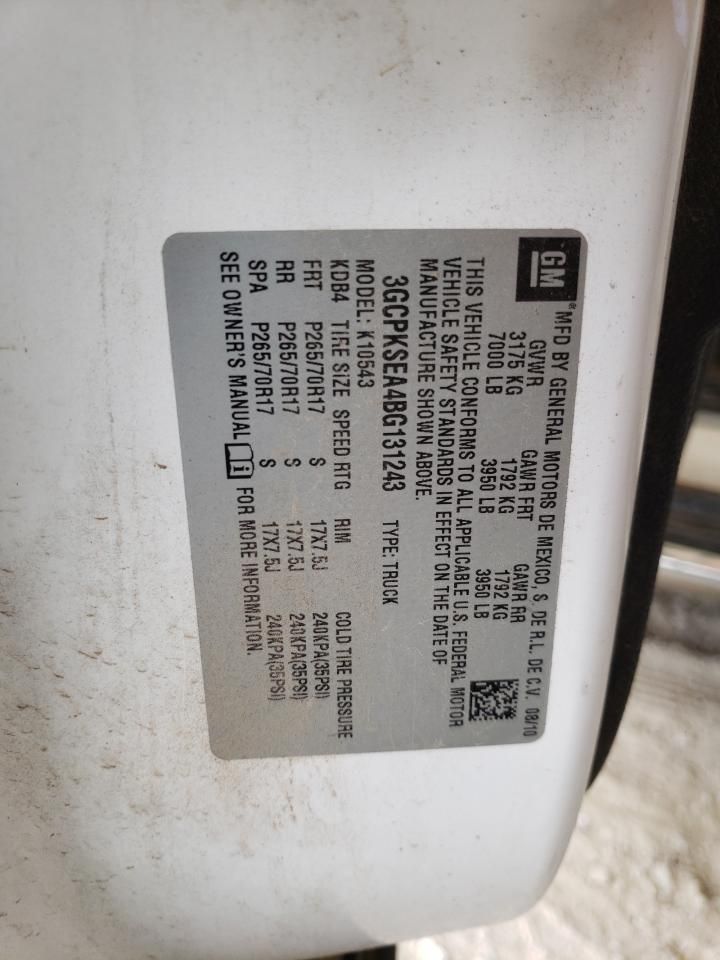 GM MFD BY GENERAL MOTORS DE MEXICO, S. DE R.L. DE C.V. 08/10
GVWR GAWR FRT GAWR RR
3175 KG 1792 KG 1792 KG
7000 LB 3950 LB 3950 LB
THIS VEHICLE CONFORMS TO ALL APPLICABLE U.S. FEDERAL MOTOR
VEHICLE SAFETY STANDARDS IN EFFECT ON THE DATE OF
MANUFACTURE SHOWN ABOVE.
3GCPKSEA4BG131243 TYPE: TRUCK
MODEL: K10543
KDB4 TIRE SIZE SPEED RTG RIM COLD TIRE PRESSURE
FRT P265/70R17 S 17X7.5J 240KPA(35PSI)
RR P265/70R17 S 17X7.5J 240KPA(35PSI)
SPA P265/70R17 S 17X7.5J 240KPA(35PSI)
SEE OWNER'S MANUAL i FOR MORE INFORMATION.